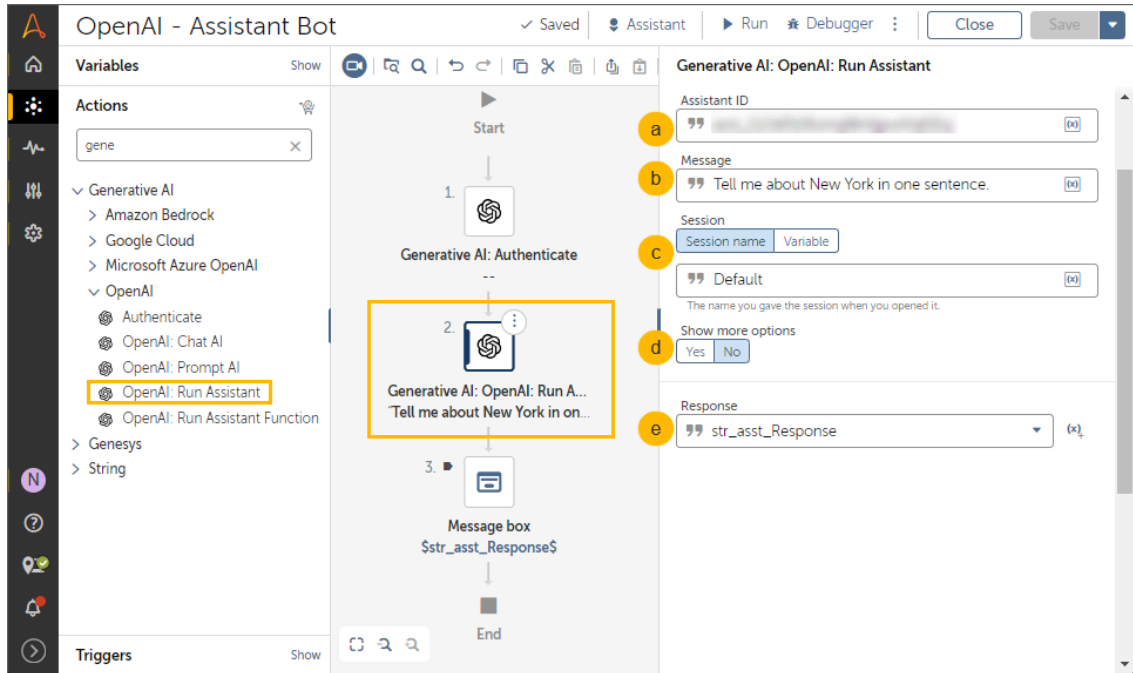 OpenAI - Assistant Bot
Saved
Assistant
Run
Debugger
Close
Save
Variables
Show
Actions
gene
Generative AI
Amazon Bedrock
Google Cloud
Microsoft Azure OpenAI
OpenAI
Authenticate
OpenAI: Chat AI
OpenAI: Prompt AI
OpenAI: Run Assistant
OpenAI: Run Assistant Function
Genesys
String
N
Triggers
Show
Start
1.
Generative AI: Authenticate
--
2.
Generative AI: OpenAI: Run A...
"Tell me about New York in on...
3.
Message box
$str_asst_Response$
End
Generative AI: OpenAI: Run Assistant
Assistant ID
a
(x)
Message
b
Tell me about New York in one sentence.
(x)
Session
c
Session name
Variable
Default
(x)
The name you gave the session when you opened it.
Show more options
d
Yes
No
Response
e
str_asst_Response
(x)+